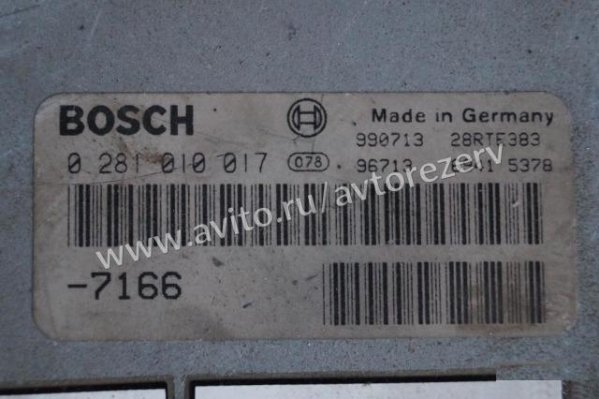 BOSCH Made in Germany
990713 28RTE383
0 281 010 017 078 96713 5378
www.avito.ru/avtorezerv
-7166